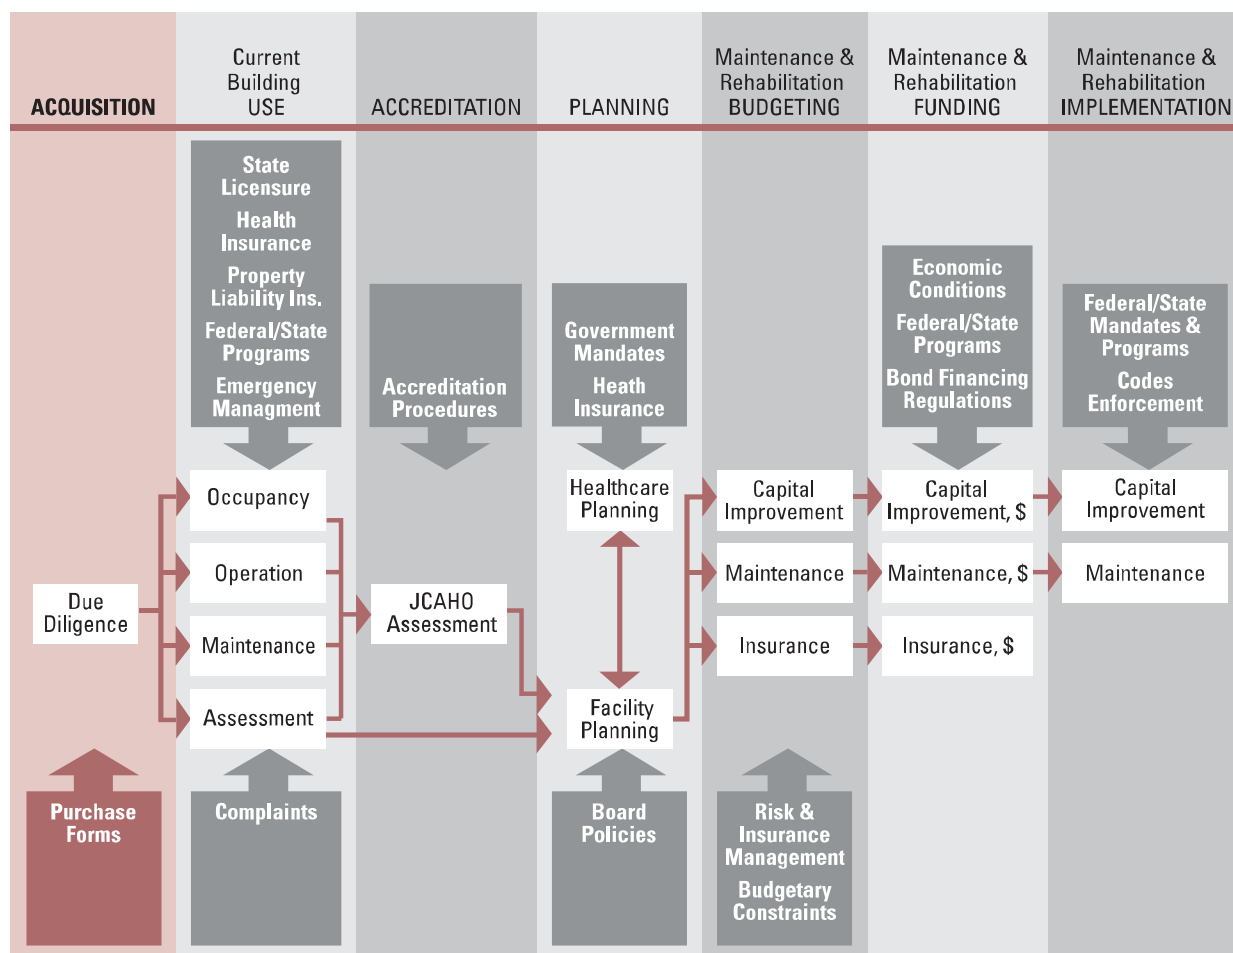 ACQUISITION
Current
Building
USE
ACCREDITATION
PLANNING
Maintenance &
Rehabilitation
BUDGETING
Maintenance &
Rehabilitation
FUNDING
Maintenance &
Rehabilitation
IMPLEMENTATION
State
Licensure
Health
Insurance
Property
Liability Ins.
Federal/State
Programs
Emergency
Managment
Accreditation
Procedures
Government
Mandates
Heath
Insurance
Economic
Conditions
Federal/State
Programs
Bond Financing
Regulations
Federal/State
Mandates &
Programs
Codes
Enforcement
Due
Diligence
Occupancy
Operation
Maintenance
Assessment
JCAHO
Assessment
Healthcare
Planning
Facility
Planning
Capital
Improvement
Maintenance
Insurance
Capital
Improvement, $
Maintenance, $
Insurance, $
Capital
Improvement
Maintenance
Purchase
Forms
Complaints
Board
Policies
Risk &
Insurance
Management
Budgetary
Constraints